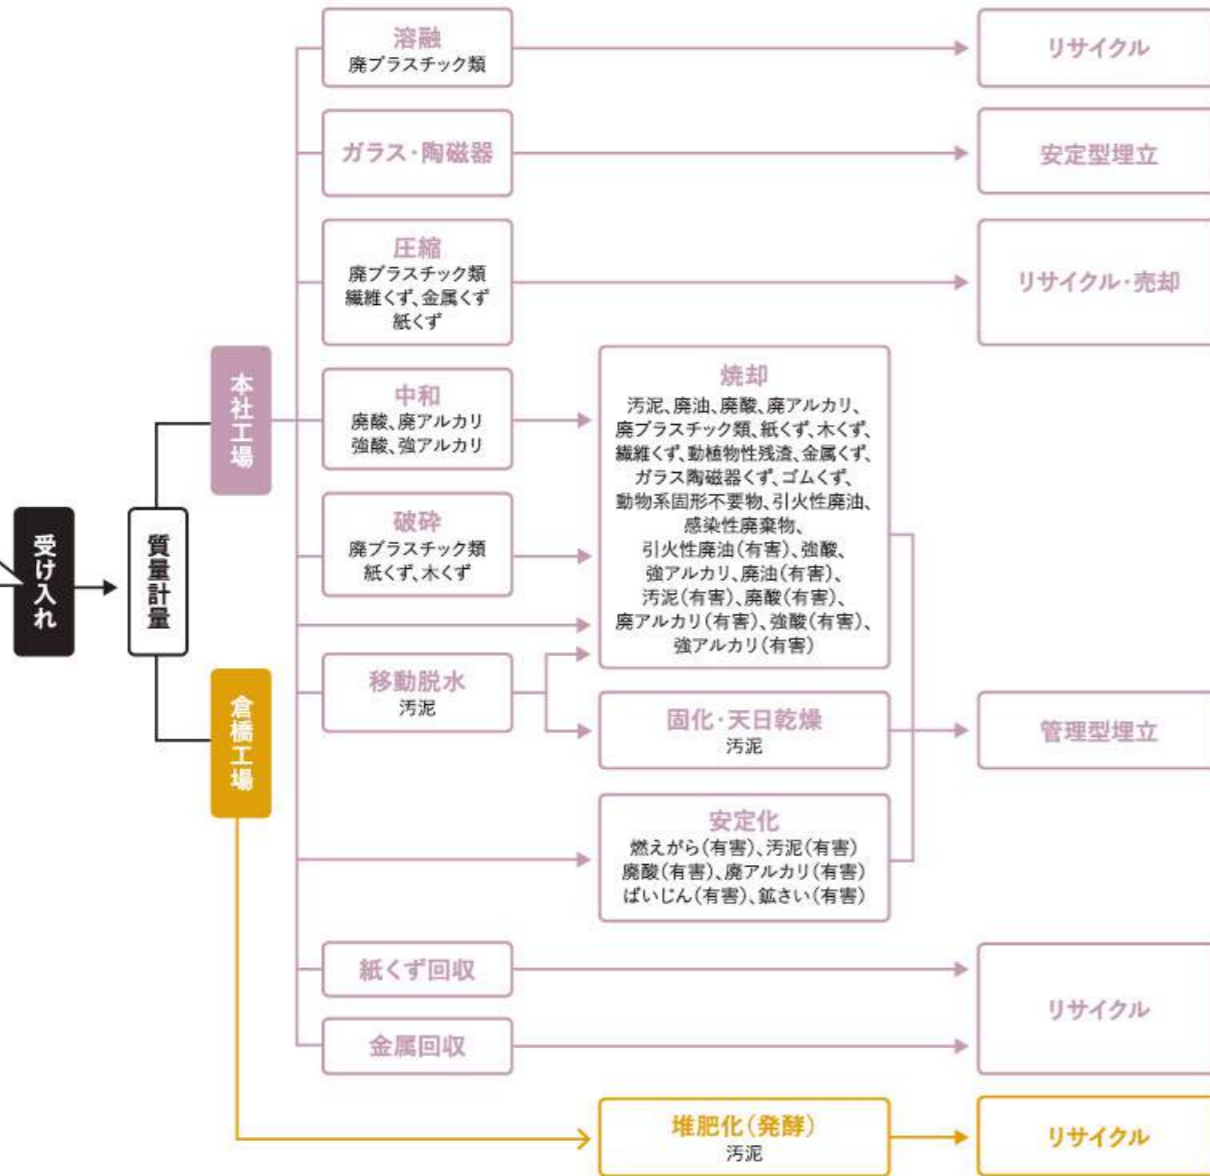 受け入れ
質量計量
本社工場
倉橋工場
溶融
廃プラスチック類
リサイクル
ガラス・陶磁器
安定型埋立
圧縮
廃プラスチック類
繊維くず、金属くず
紙くず
リサイクル・売却
中和
廃酸、廃アルカリ
強酸、強アルカリ
破砕
廃プラスチック類
紙くず、木くず
移動脱水
汚泥
焼却
汚泥、廃油、廃酸、廃アルカリ、
廃プラスチック類、紙くず、木くず、
繊維くず、動植物性残渣、金属くず、
ガラス陶磁器くず、ゴムくず、
動物系固形不要物、引火性廃油、
感染性廃棄物、
引火性廃油(有害)、強酸、
強アルカリ、廃油(有害)、
汚泥(有害)、廃酸(有害)、
廃アルカリ(有害)、強酸(有害)、
強アルカリ(有害)
固化・天日乾燥
汚泥
管理型埋立
安定化
燃えがら(有害)、汚泥(有害)
廃酸(有害)、廃アルカリ(有害)
ばいじん(有害)、鉱さい(有害)
紙くず回収
金属回収
リサイクル
堆肥化(発酵)
汚泥
リサイクル